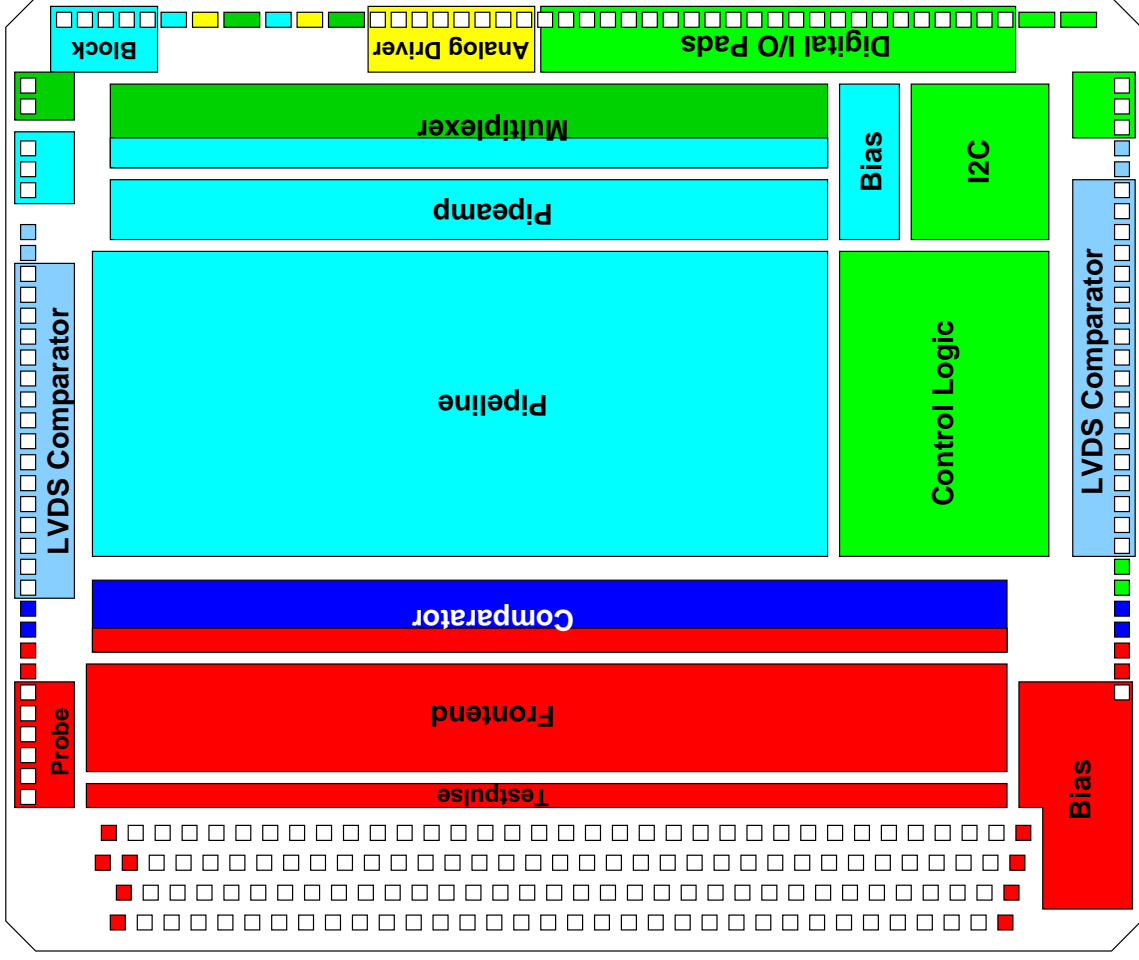 Block
Analog Driver
Digital I/O Pads
Multiplexer
Bias
I2C
Pipeamp
LVDS Comparator
LVDS Comparator
Pipeline
Control Logic
Comparator
Frontend
Probe
Bias
Testpulse